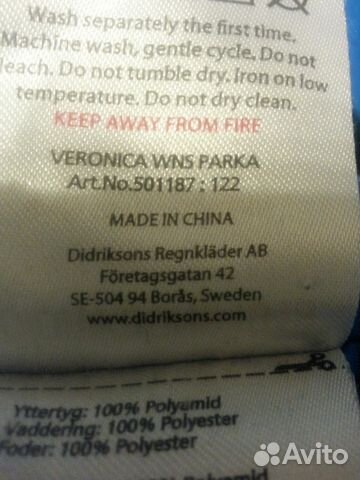 Wash separately the first time.
Machine wash, gentle cycle. Do not
leach. Do not tumble dry. Iron on low
temperature. Do not dry clean.
KEEP AWAY FROM FIRE
VERONICA WNS PARKA
Art.No.501187 : 122
MADE IN CHINA
Didriksons Regnkläder AB
Företagsgatan 42
SE-504 94 Borås, Sweden
www.didriksons.com
Yttertyg: 100% Polyamid
Vaddering: 100% Polyester
Foder: 100% Polyester
% Polyamid
Avito